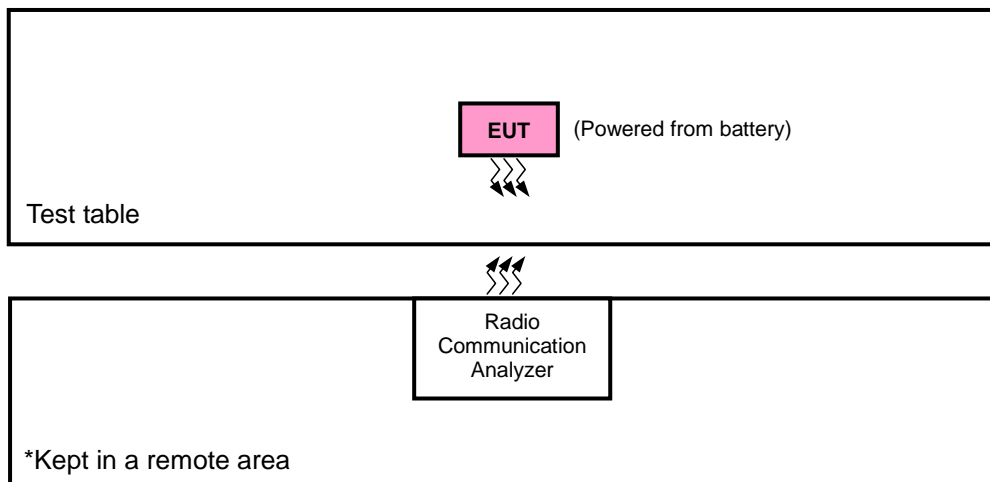 EUT
(Powered from battery)
Test table
Radio
Communication
Analyzer
*Kept in a remote area